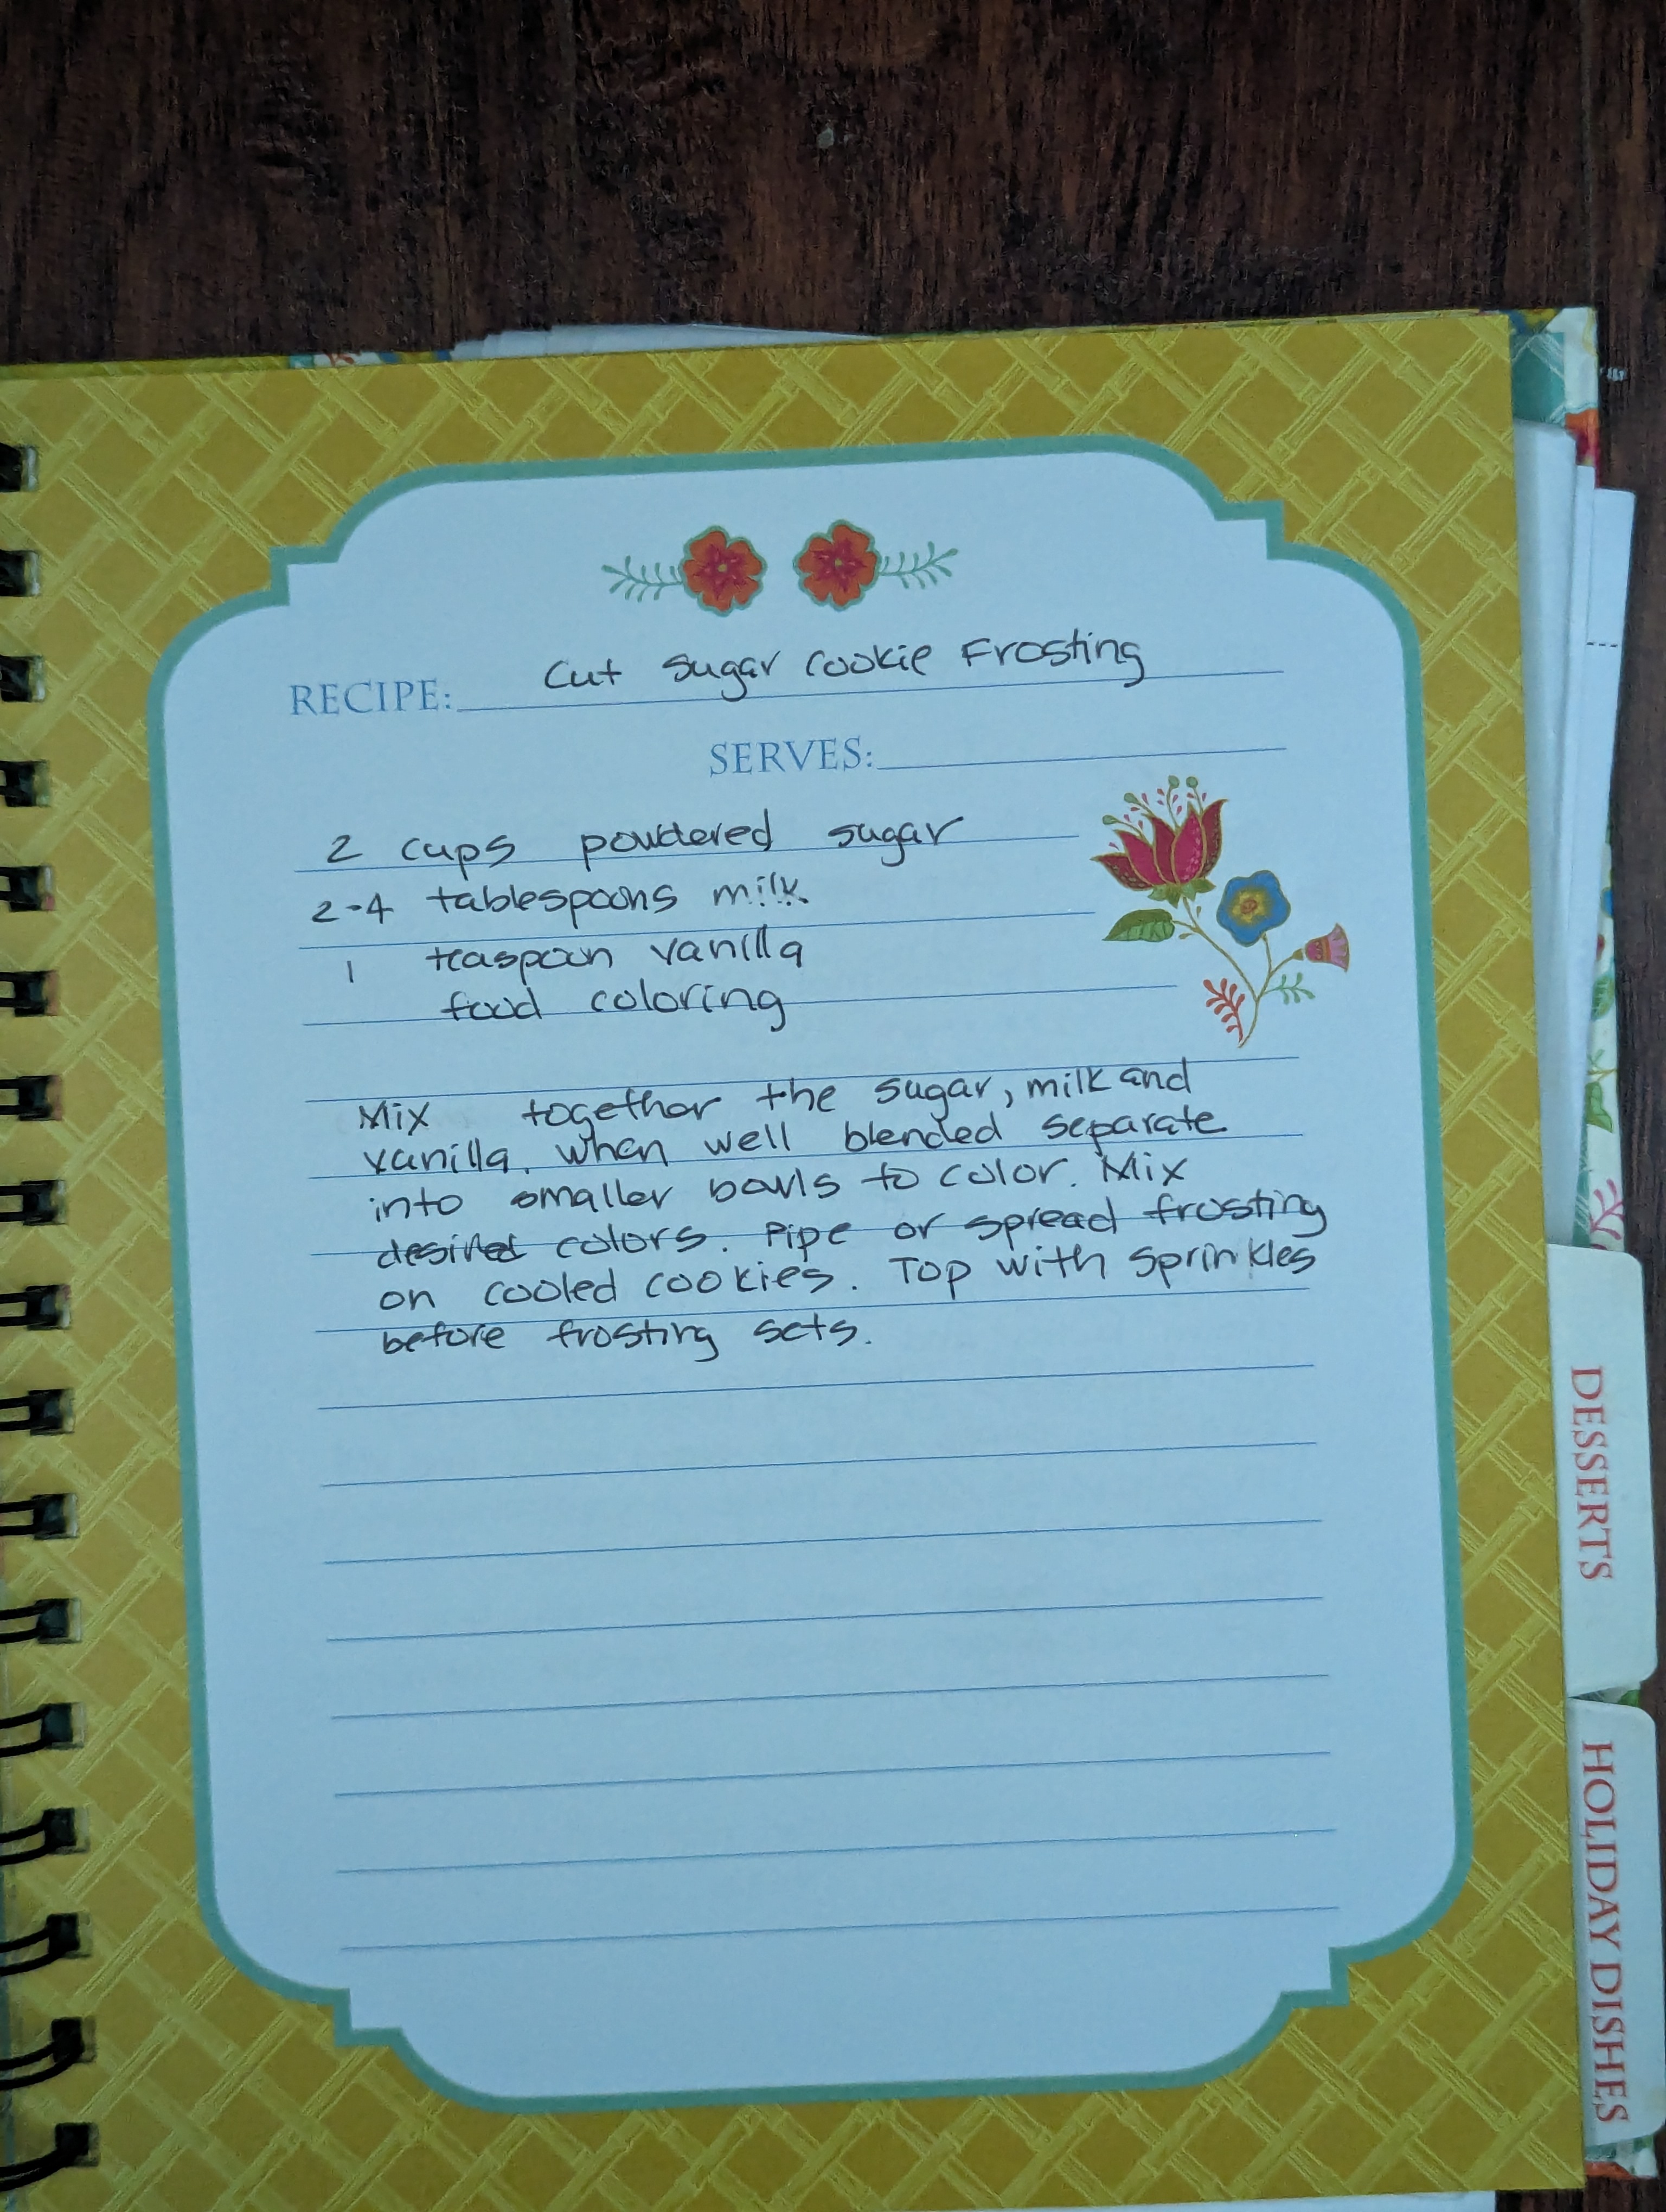 RECIPE: Cut Sugar Cookie Frosting
SERVES:
2 cups powdered sugar
2-4 tablespoons milk
1 teaspoon vanilla
food coloring
Mix together the sugar, milk and
vanilla. When well blended separate
into smaller bowls to color. Mix
desired colors. Pipe or spread frosting
on cooled cookies. Top with sprinkles
before frosting sets.
DESSERTS
HOLIDAY DISHES